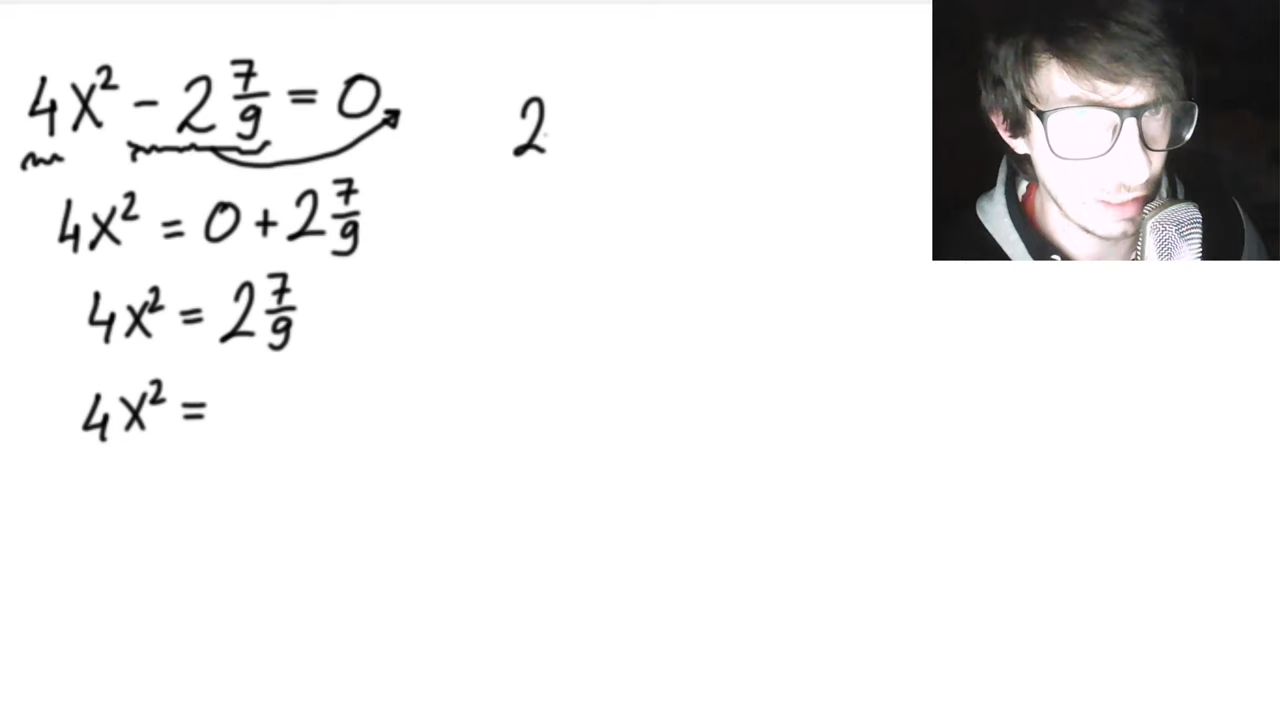 4x² - 2 7/9 = 0
2
4x² = 0 + 2 7/9
4x² = 2 7/9
4x² =